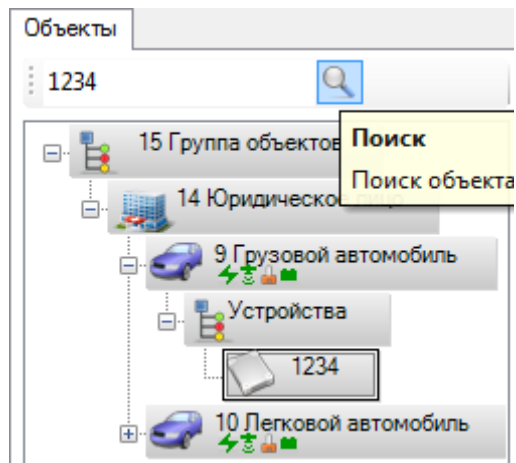 Объекты
1234
15 Группа объектов
Поиск
Поиск объекта
14 Юридическое лицо
9 Грузовой автомобиль
Устройства
1234
10 Легковой автомобиль